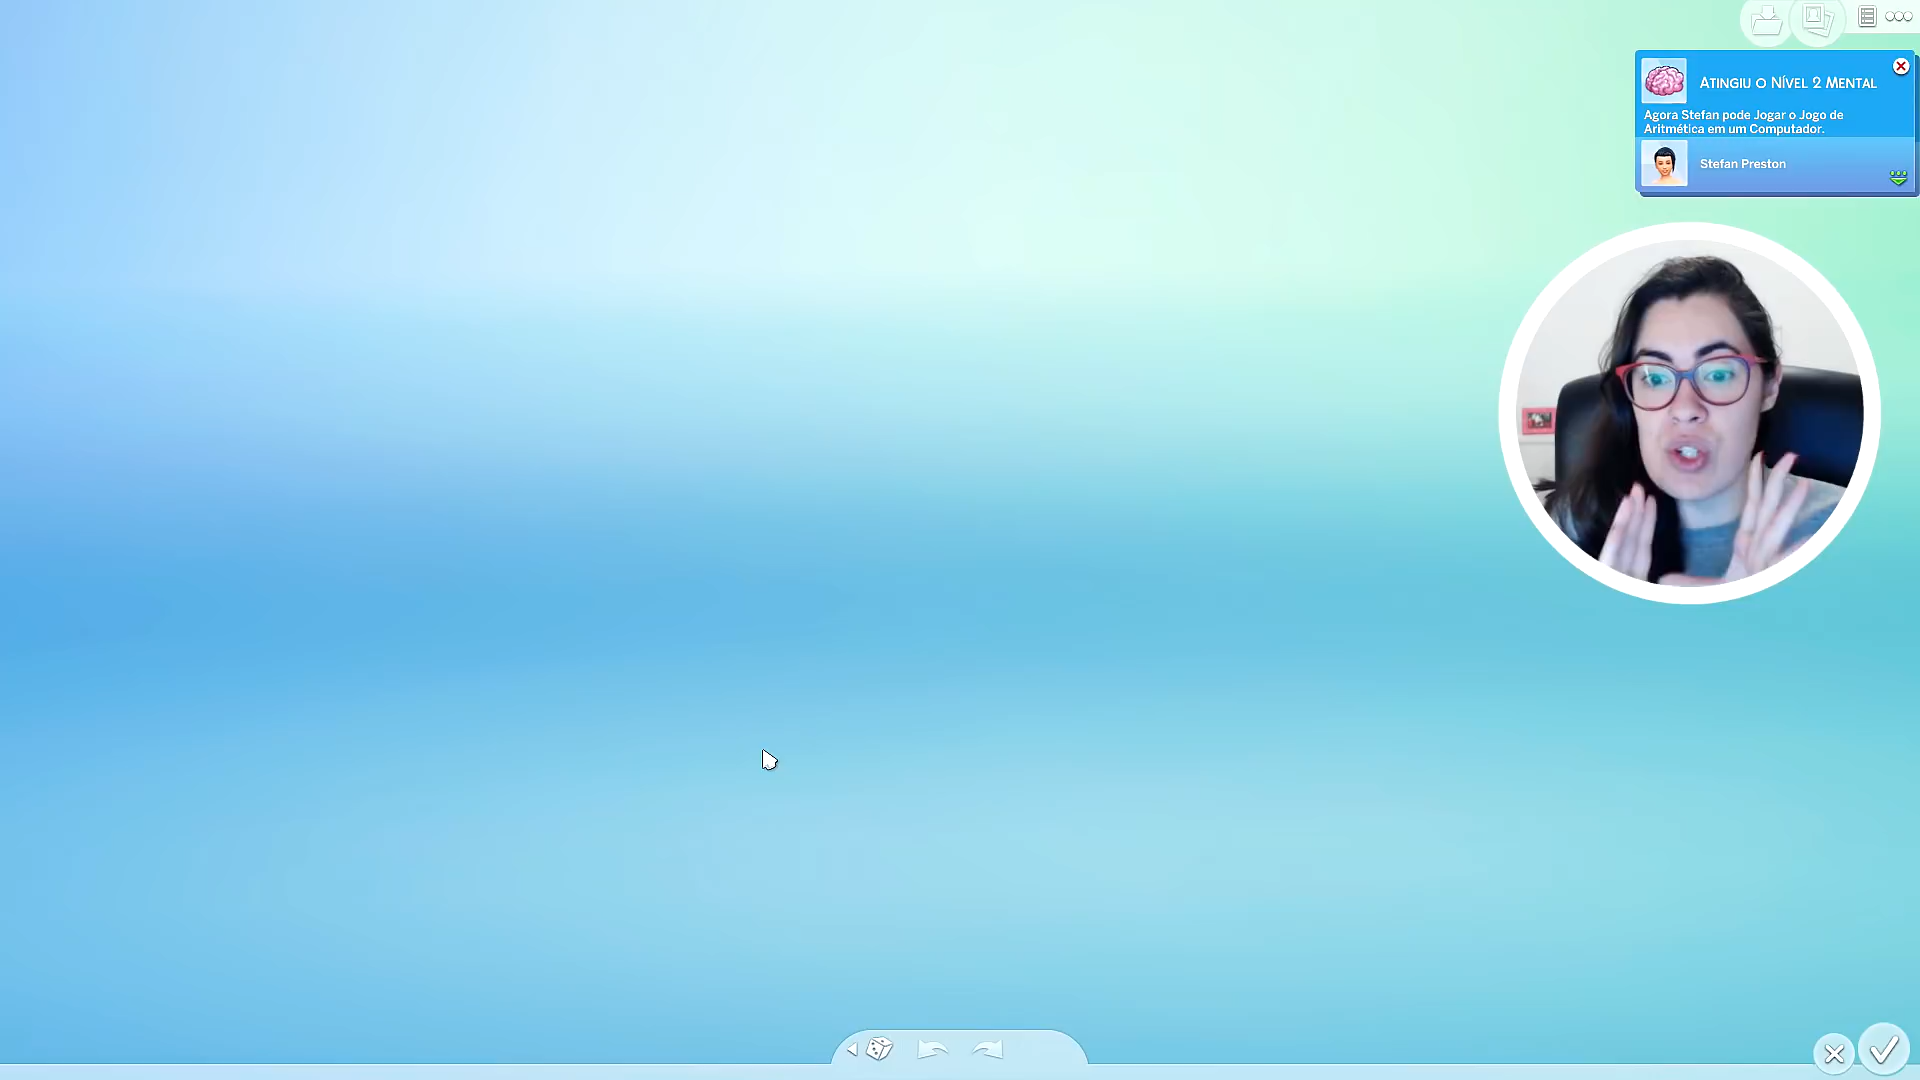 Atingiu o Nível 2 Mental
Agora Stefan pode Jogar o Jogo de
Aritmética em um Computador.
Stefan Preston